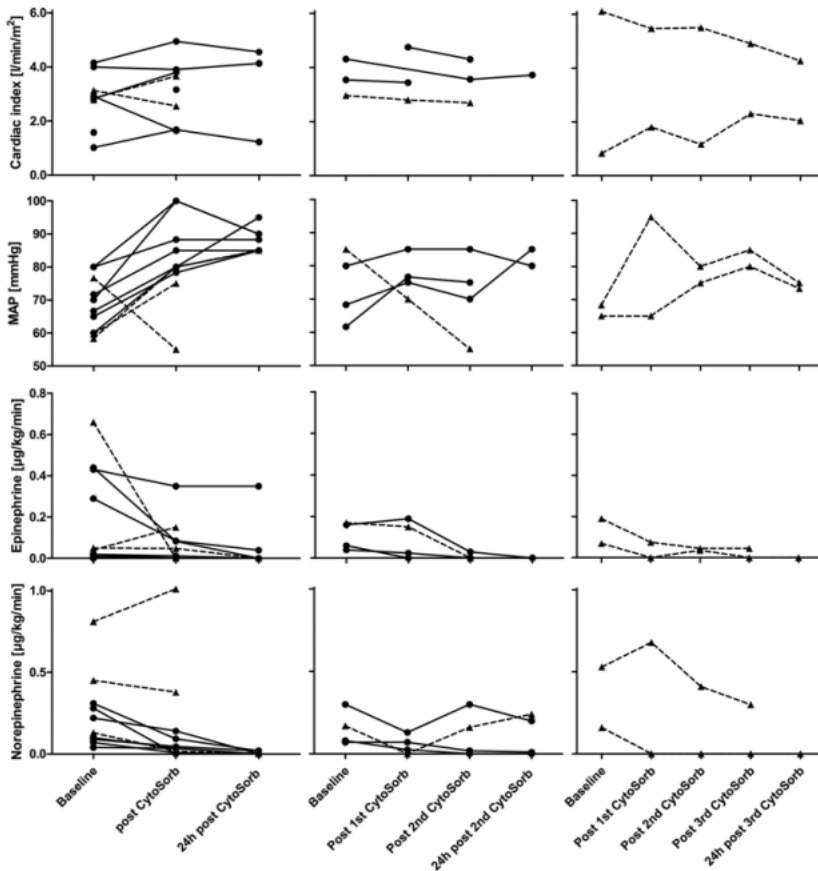 Cardiac index [l/min/m²]
6.0
4.0
2.0
0.0
MAP [mmHg]
100
90
80
70
60
50
Epinephrine [µg/kg/min]
0.8
0.6
0.4
0.2
0.0
Norepinephrine [µg/kg/min]
1.0
0.5
0.0
Baseline
post CytoSorb
24h post CytoSorb
Baseline
Post 1st CytoSorb
Post 2nd CytoSorb
24h post 2nd CytoSorb
Baseline
Post 1st CytoSorb
Post 2nd CytoSorb
Post 3rd CytoSorb
24h post 3rd CytoSorb